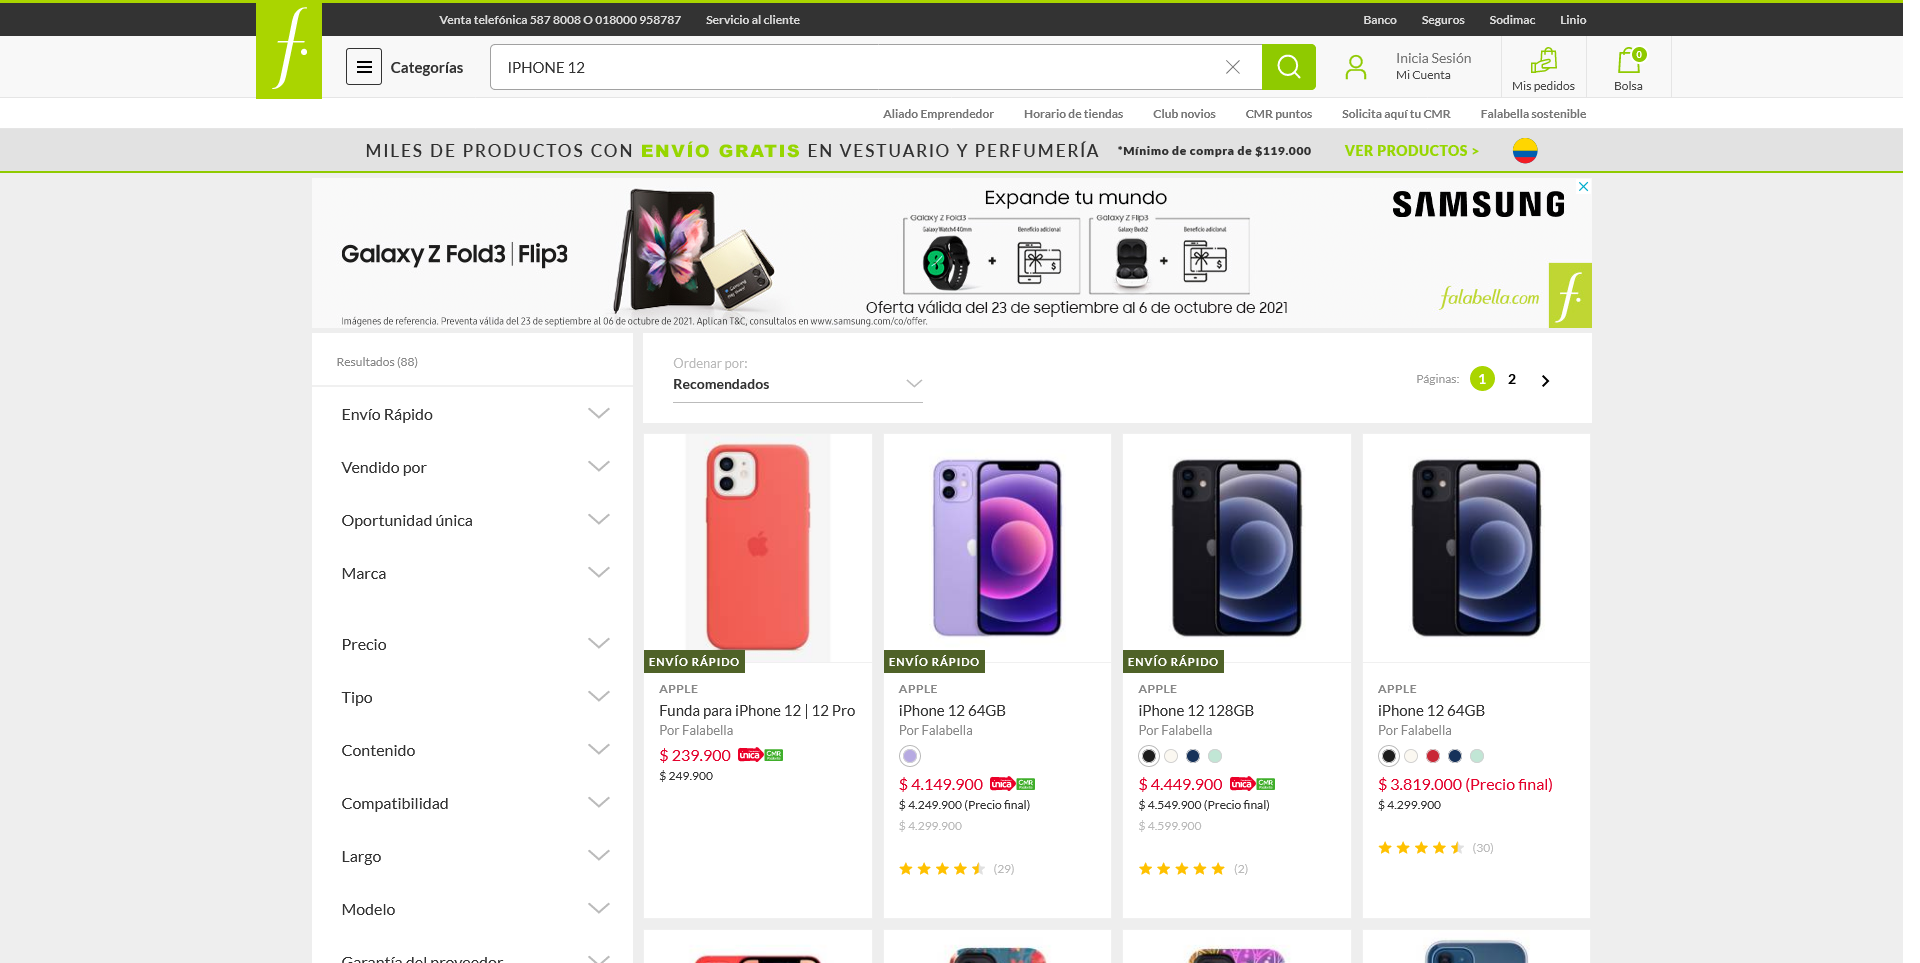 Venta telefónica 587 8008 O 018000 958787 Servicio al cliente Banco Seguros Sodimac Linio
f.
Categorías IPHONE 12 Inicia Sesión
Mi Cuenta
Mis pedidos 0 Bolsa
Aliado Emprendedor Horario de tiendas Club novios CMR puntos Solicita aquí tu CMR Falabella sostenible
MILES DE PRODUCTOS CON ENVÍO GRATIS EN VESTUARIO Y PERFUMERÍA *Mínimo de compra de $119.000 VER PRODUCTOS >
Expande tu mundo
SAMSUNG
Galaxy Z Fold3 Galaxy Z Flip3
Galaxy Watch4 40mm Beneficio adicional Galaxy Buds2 Beneficio adicional
Galaxy Z Fold3 | Flip3
+ $ + $
falabella.com f.
Oferta válida del 23 de septiembre al 6 de octubre de 2021
Imágenes de referencia. Preventa válida del 23 de septiembre al 06 de octubre de 2021. Aplican T&C, consultalos en www.samsung.com/co/offer.
Resultados (88)
Ordenar por:
Recomendados
Páginas: 1 2
Envío Rápido
Vendido por
Oportunidad única
Marca
Precio
Tipo
Contenido
Compatibilidad
Largo
Modelo
Garantía del proveedor
ENVÍO RÁPIDO
APPLE
Funda para iPhone 12 | 12 Pro
Por Falabella
$ 239.900 única CMR
$ 249.900
ENVÍO RÁPIDO
APPLE
iPhone 12 64GB
Por Falabella
$ 4.149.900 única CMR
$ 4.249.900 (Precio final)
$ 4.299.900
(29)
ENVÍO RÁPIDO
APPLE
iPhone 12 128GB
Por Falabella
$ 4.449.900 única CMR
$ 4.549.900 (Precio final)
$ 4.599.900
(2)
APPLE
iPhone 12 64GB
Por Falabella
$ 3.819.000 (Precio final)
$ 4.299.900
(30)